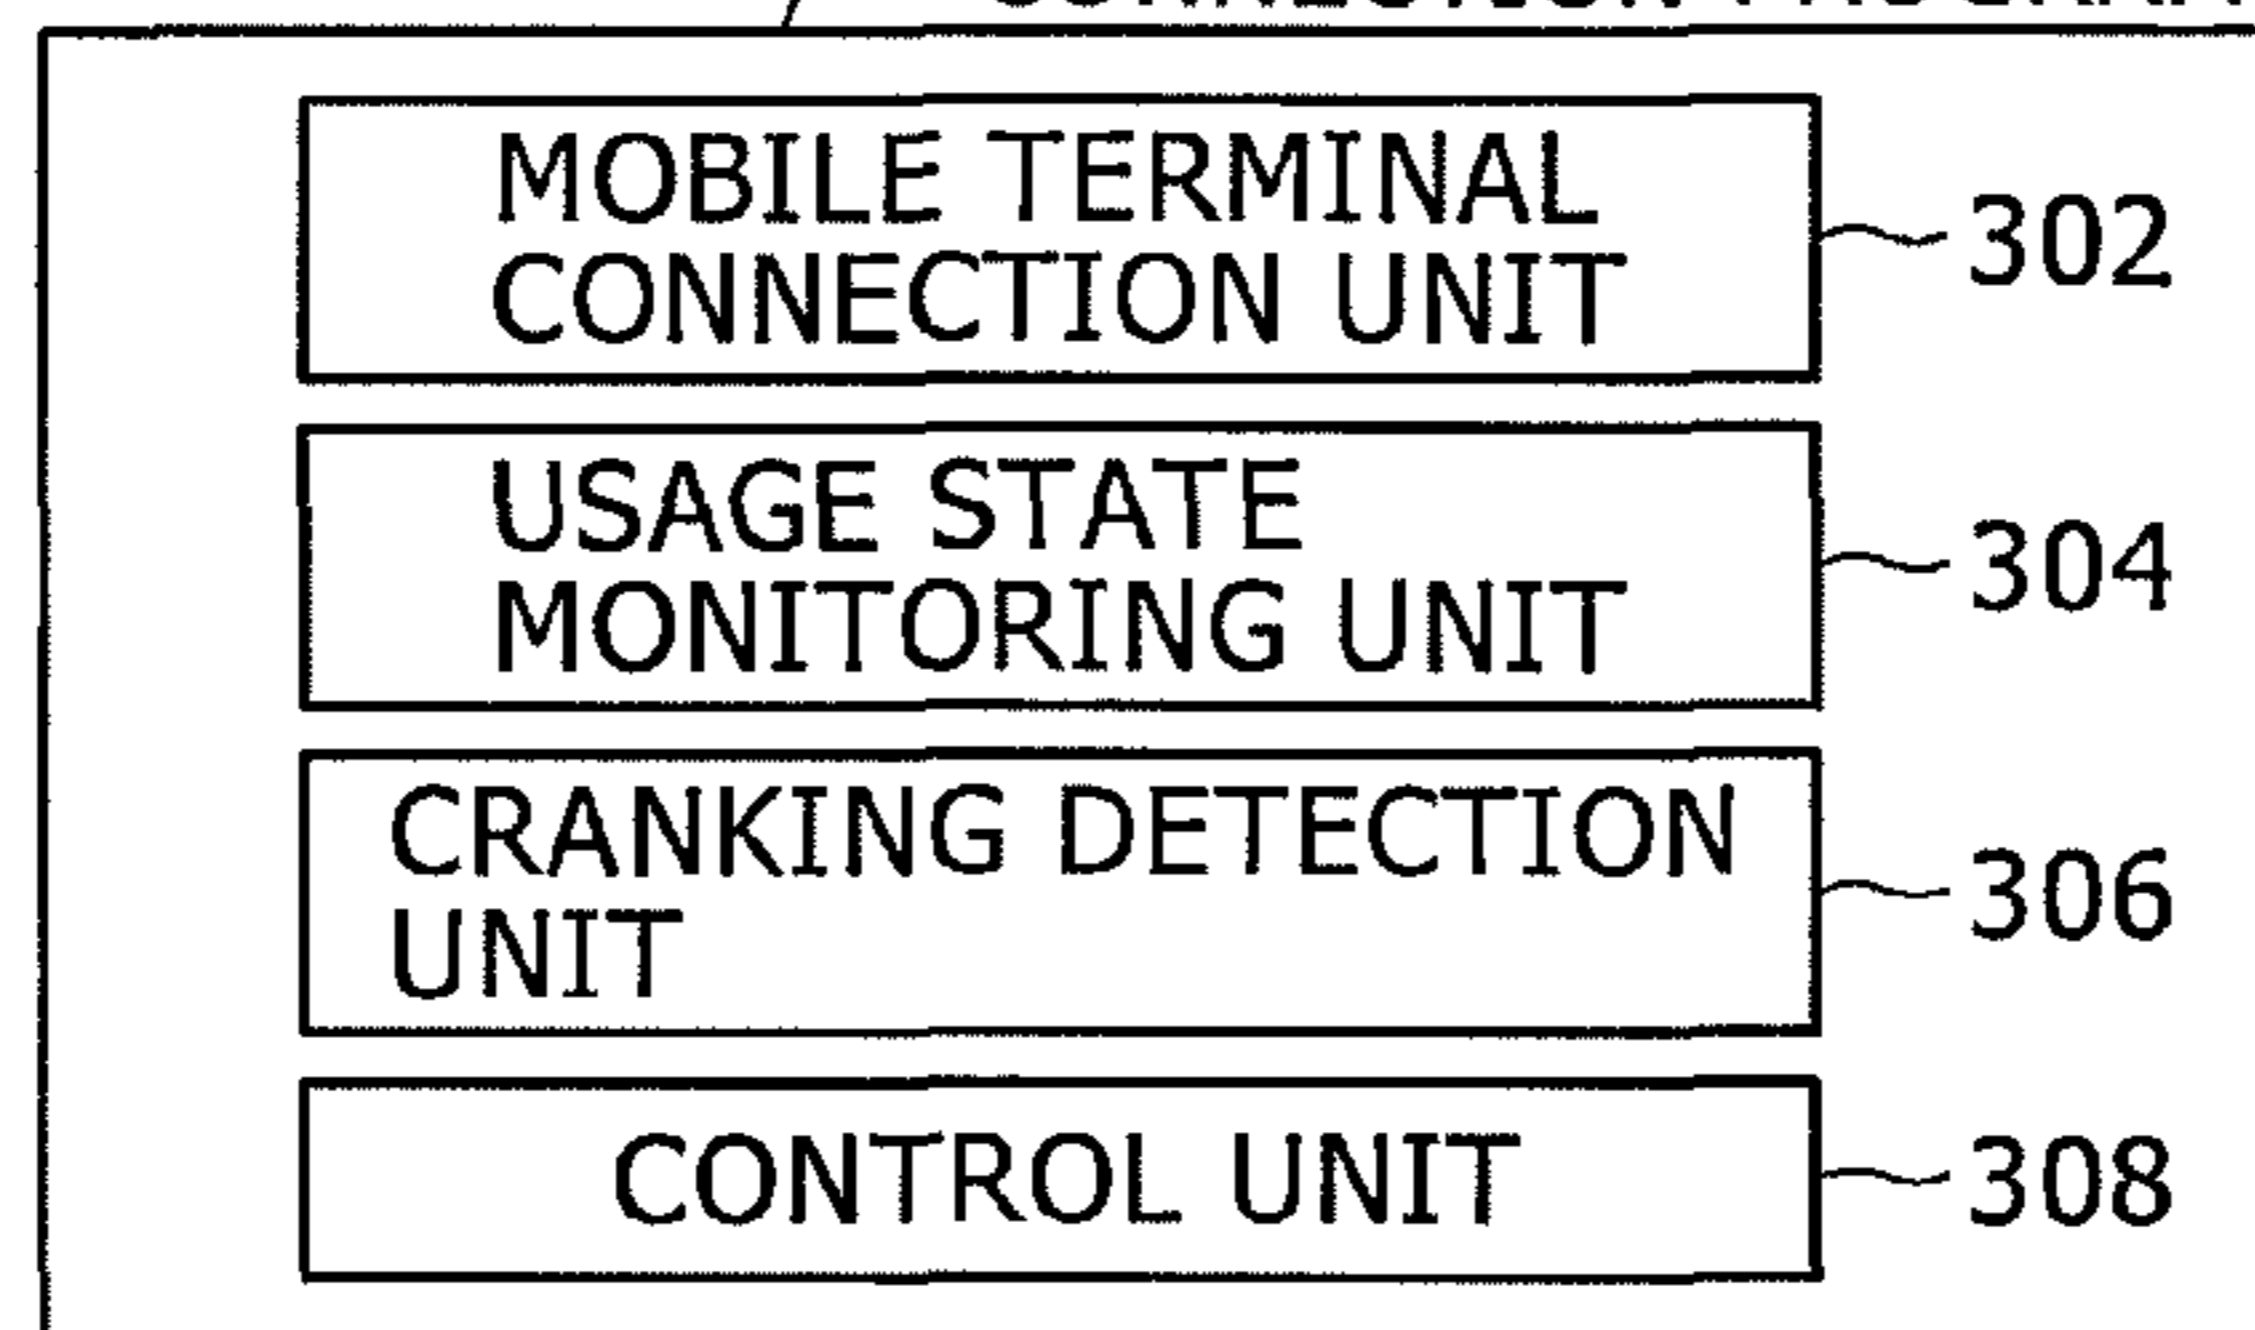 MOBILE TERMINAL
CONNECTION UNIT
302
USAGE STATE
MONITORING UNIT
304
CRANKING DETECTION
UNIT
306
CONTROL UNIT
308